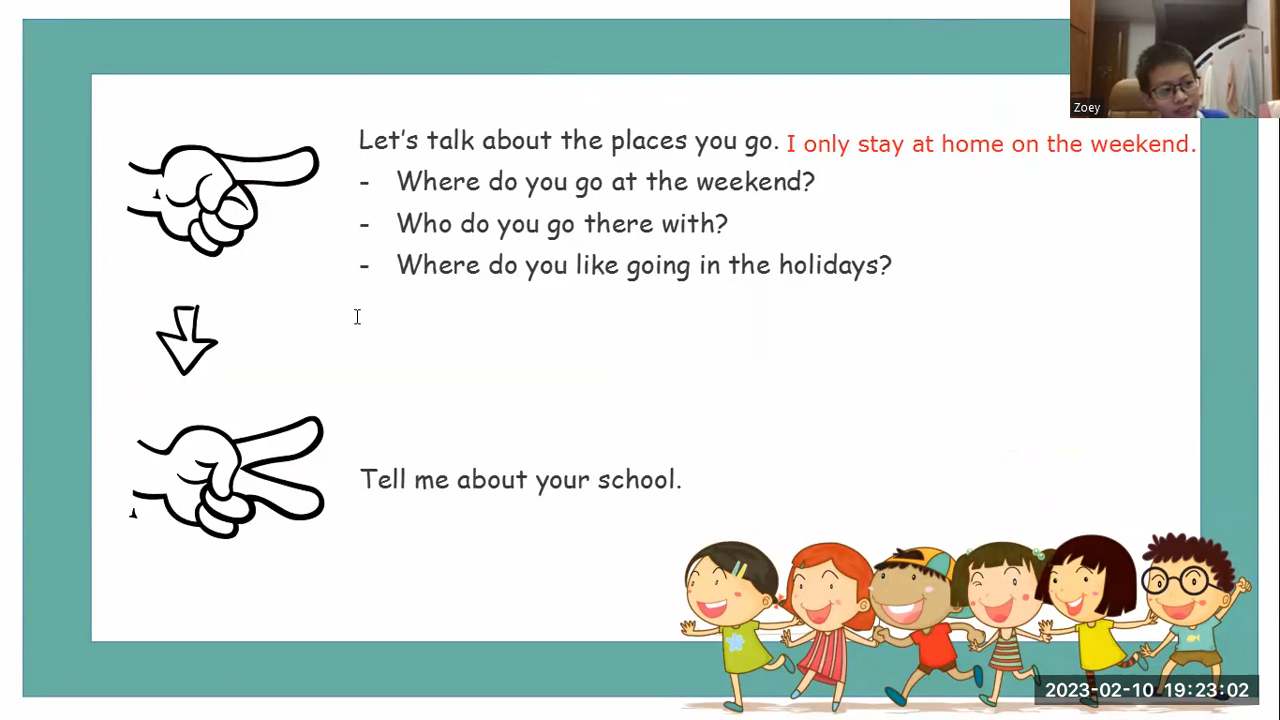 Zoey
Let's talk about the places you go. I only stay at home on the weekend.
- Where do you go at the weekend?
- Who do you go there with?
- Where do you like going in the holidays?
Tell me about your school.
2023-02-10 19:23:02